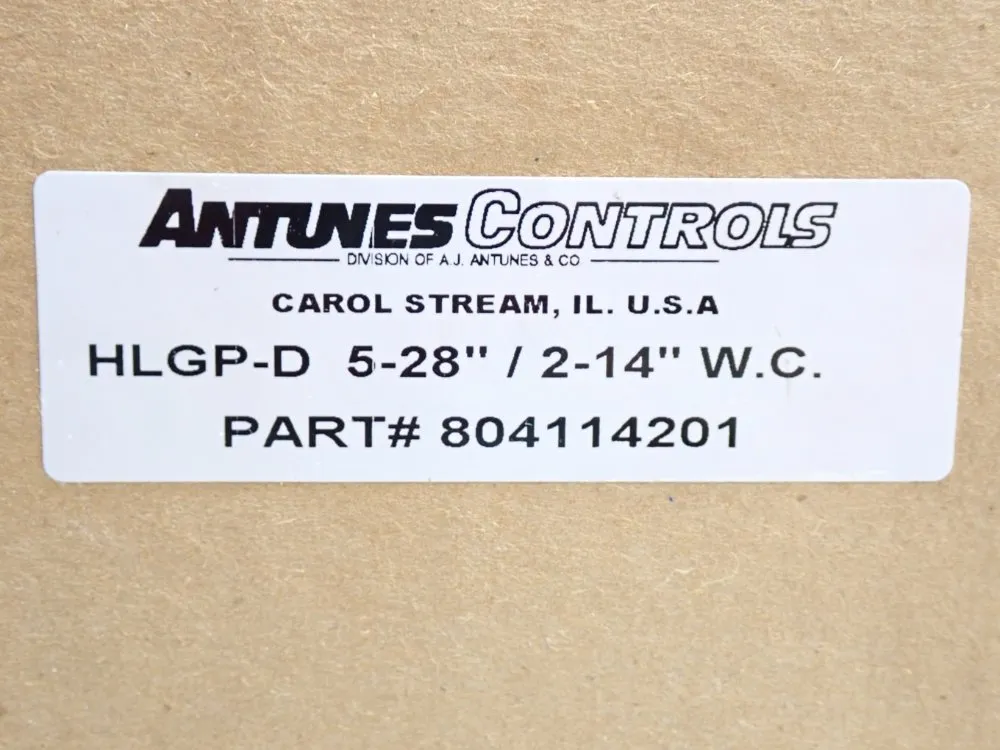 ANTUNES CONTROLS
DIVISION OF A.J. ANTUNES & CO
CAROL STREAM, IL. U.S.A
HLGP-D 5-28" / 2-14" W.C.
PART# 804114201